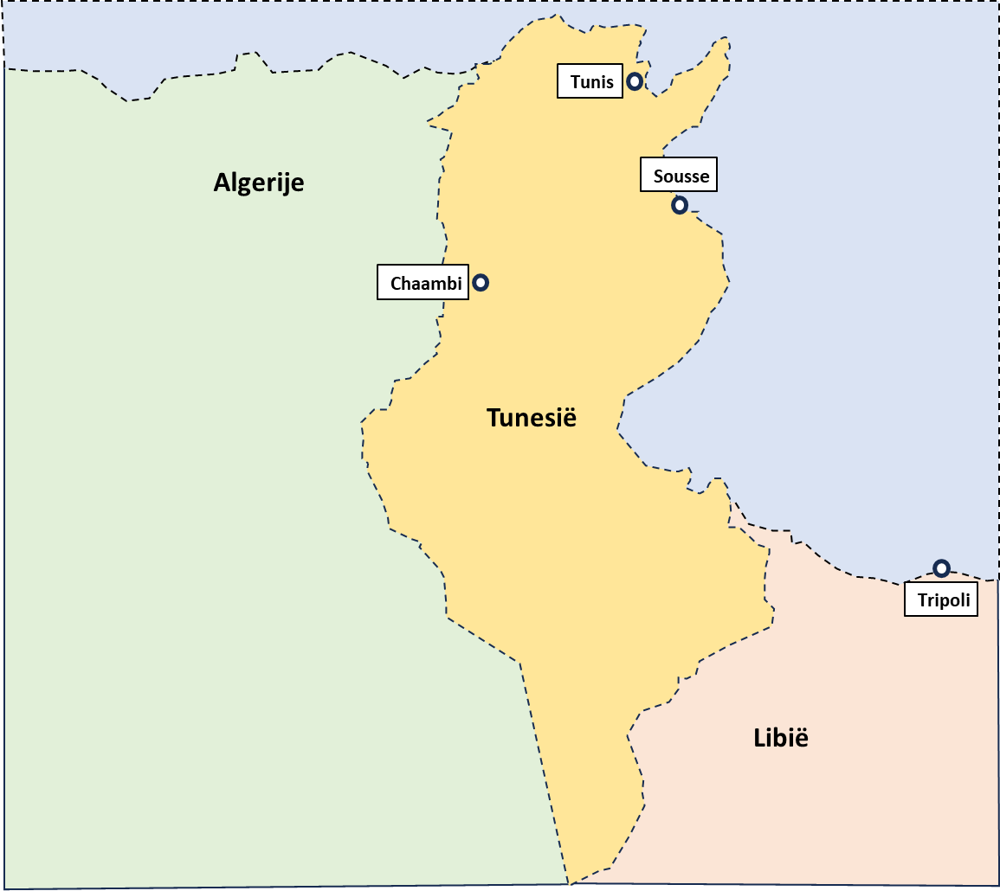 Tunis
Sousse
Algerije
Chaambi
Tunesië
Tripoli
Libië